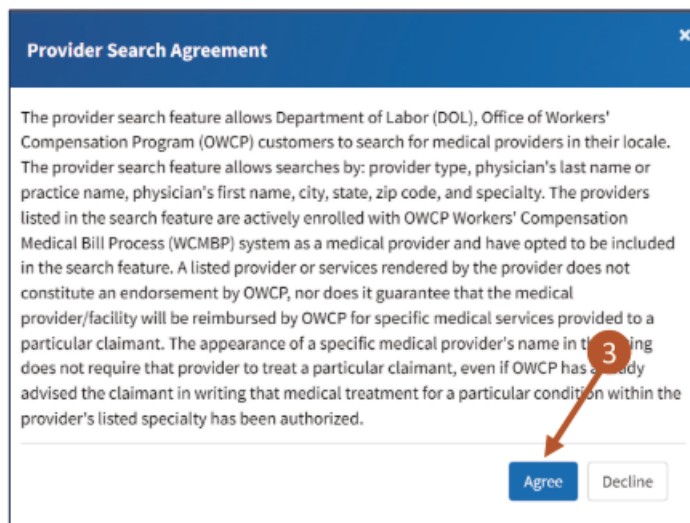 ×
Provider Search Agreement
The provider search feature allows Department of Labor (DOL), Office of Workers'
Compensation Program (OWCP) customers to search for medical providers in their locale.
The provider search feature allows searches by: provider type, physician's last name or
practice name, physician's first name, city, state, zip code, and specialty. The providers
listed in the search feature are actively enrolled with OWCP Workers' Compensation
Medical Bill Process (WCMBP) system as a medical provider and have opted to be included
in the search feature. A listed provider or services rendered by the provider does not
constitute an endorsement by OWCP, nor does it guarantee that the medical
provider/facility will be reimbursed by OWCP for specific medical services provided to a
particular claimant. The appearance of a specific medical provider's name in
does not require that provider to treat a particular claimant, even if OWCP has
advised the claimant in writing that medical treatment for a particular condition within the
provider's listed specialty has been authorized.
3
Agree Decline